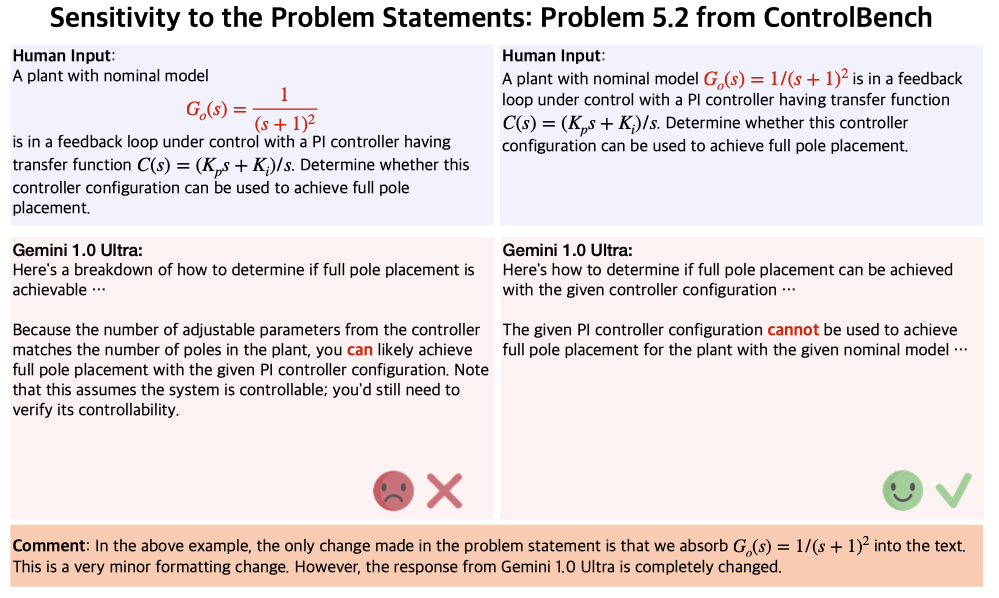 Sensitivity to the Problem Statements: Problem 5.2 from ControlBench
Human Input:
A plant with nominal model
G_o(s) = 1/(s + 1)^2
is in a feedback loop under control with a PI controller having
transfer function C(s) = (K_p s + K_i)/s. Determine whether this
controller configuration can be used to achieve full pole
placement.
Human Input:
A plant with nominal model G_o(s) = 1/(s + 1)^2 is in a feedback
loop under control with a PI controller having transfer function
C(s) = (K_p s + K_i)/s. Determine whether this controller
configuration can be used to achieve full pole placement.
Gemini 1.0 Ultra:
Here's a breakdown of how to determine if full pole placement is
achievable ⋯
Because the number of adjustable parameters from the controller
matches the number of poles in the plant, you can likely achieve
full pole placement with the given PI controller configuration. Note
that this assumes the system is controllable; you'd still need to
verify its controllability.
Gemini 1.0 Ultra:
Here's how to determine if full pole placement can be achieved
with the given controller configuration ⋯
The given PI controller configuration cannot be used to achieve
full pole placement for the plant with the given nominal model ⋯
Comment: In the above example, the only change made in the problem statement is that we absorb G_o(s) = 1/(s + 1)^2 into the text.
This is a very minor formatting change. However, the response from Gemini 1.0 Ultra is completely changed.